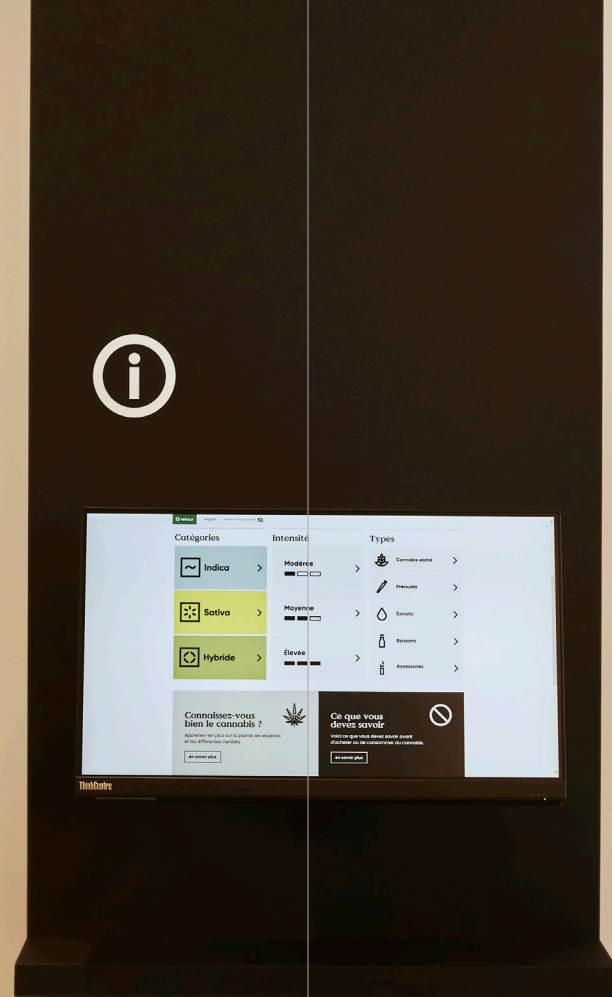 i
retour
english
Catégories
Intensité
Types
Indica
Sativa
Hybride
Modérée
Moyenne
Élevée
Cannabis séché
Préroulés
Extraits
Boissons
Accessoires
Connaissez-vous
bien le cannabis ?
Apprenez-en plus sur la plante, les espèces
et les différentes variétés.
en savoir plus
Ce que vous
devez savoir
Voici ce que vous devez savoir avant
d'acheter ou de consommer du cannabis.
en savoir plus
ThinkCentre